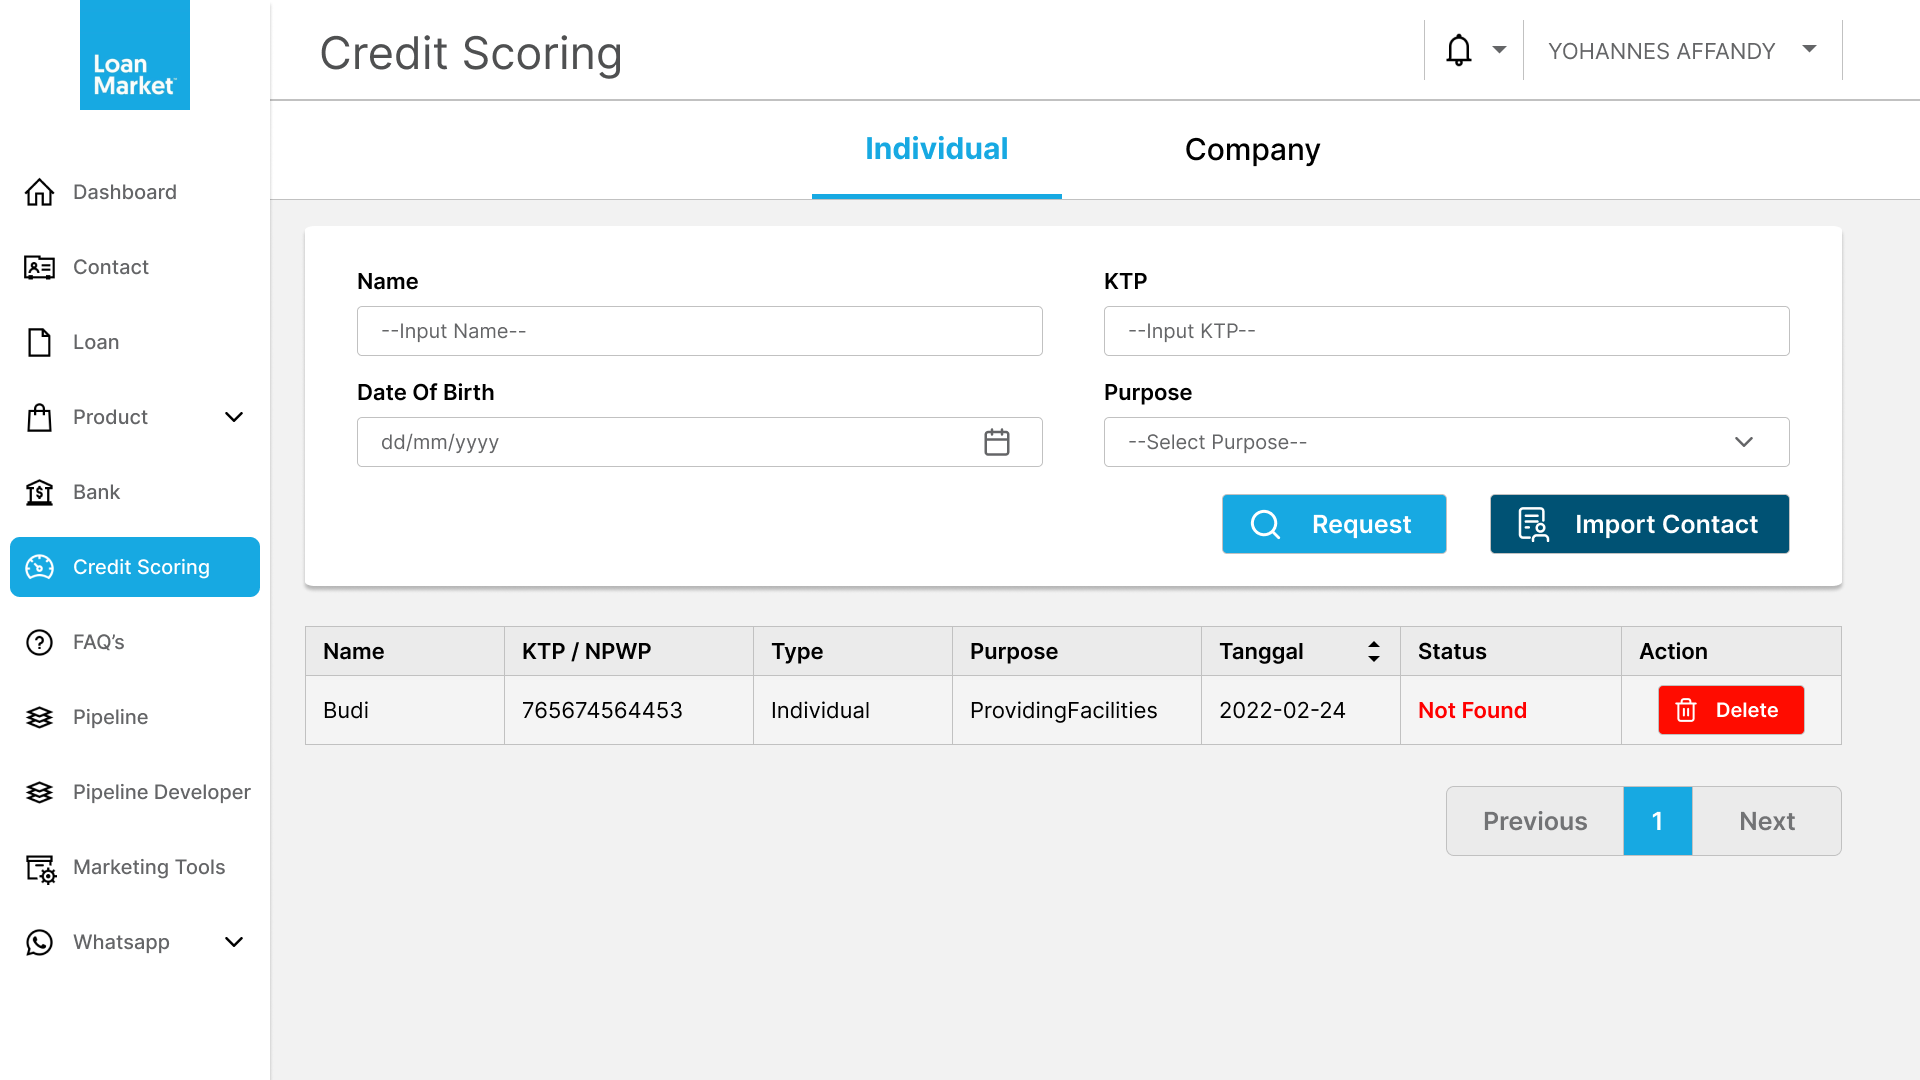 Loan
Market
Credit Scoring
YOHANNES AFFANDY
Individual
Company
Dashboard
Contact
Loan
Product
Bank
Credit Scoring
FAQ’s
Pipeline
Pipeline Developer
Marketing Tools
Whatsapp
Name
KTP
--Input Name--
--Input KTP--
Date Of Birth
Purpose
dd/mm/yyyy
--Select Purpose--
Request
Import Contact
Name KTP / NPWP Type Purpose Tanggal Status Action
Budi 765674564453 Individual ProvidingFacilities 2022-02-24 Not Found Delete
Previous 1 Next